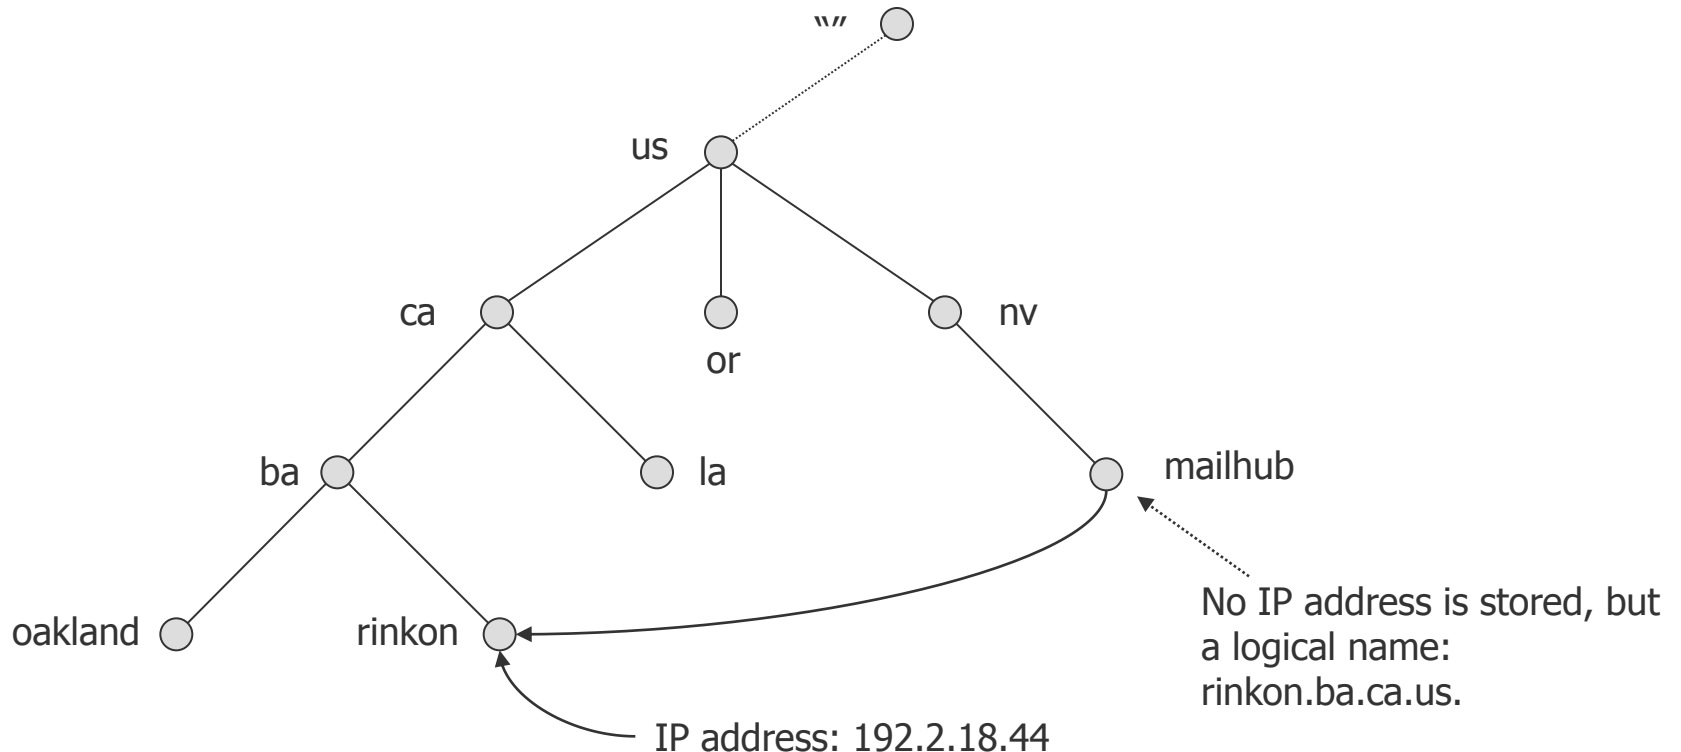 “”
us
ca
nv
or
ba
la
mailhub
oakland
rinkon
No IP address is stored, but
a logical name:
rinkon.ba.ca.us.
IP address: 192.2.18.44